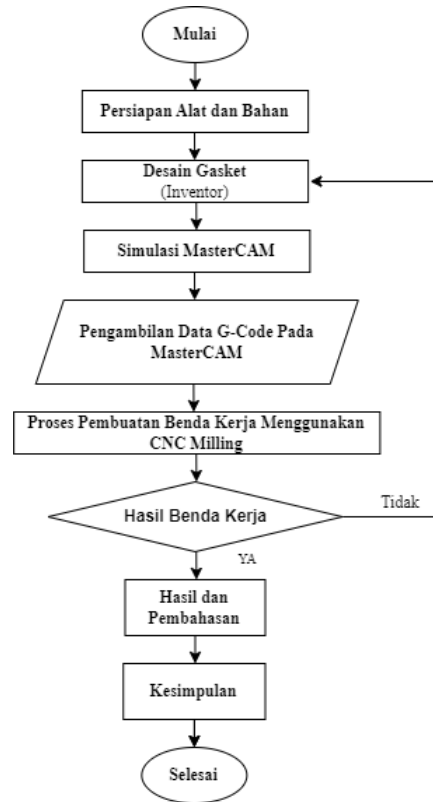 Mulai
Persiapan Alat dan Bahan
Desain Gasket
(Inventor)
Simulasi MasterCAM
Pengambilan Data G-Code Pada
MasterCAM
Proses Pembuatan Benda Kerja Menggunakan
CNC Milling
Hasil Benda Kerja
Tidak
YA
Hasil dan
Pembahasan
Kesimpulan
Selesai